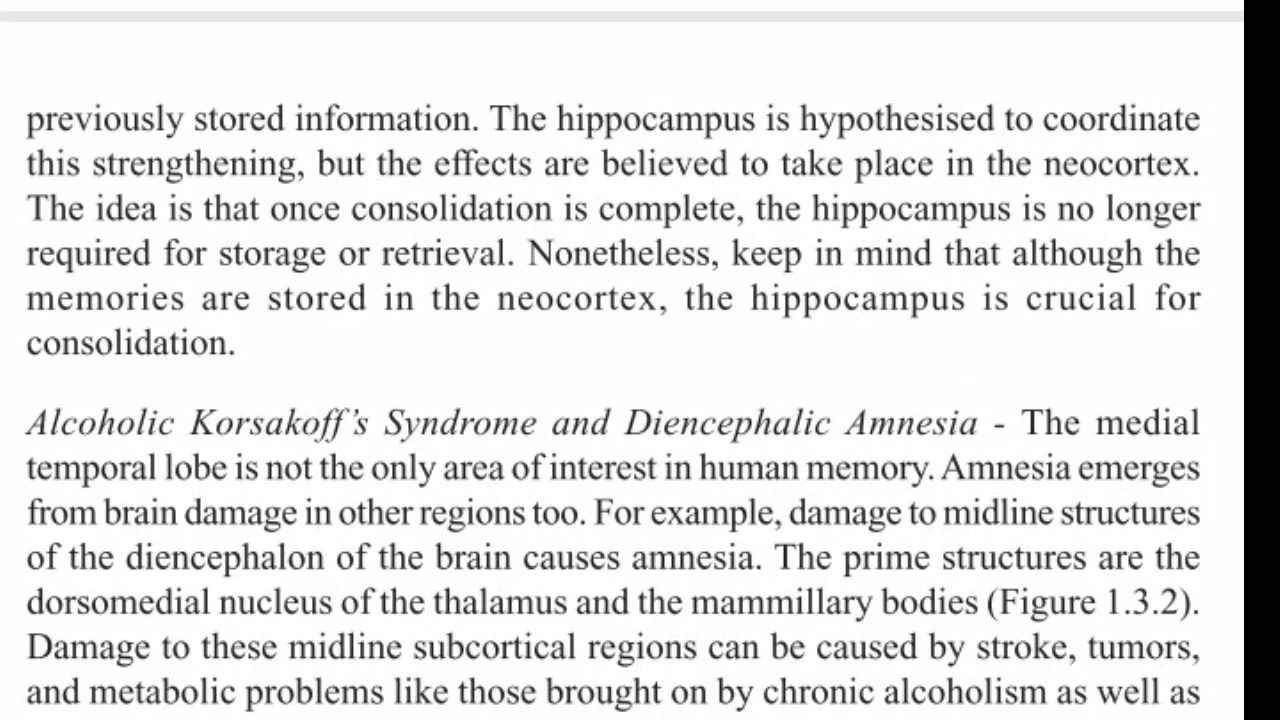 previously stored information. The hippocampus is hypothesised to coordinate
this strengthening, but the effects are believed to take place in the neocortex.
The idea is that once consolidation is complete, the hippocampus is no longer
required for storage or retrieval. Nonetheless, keep in mind that although the
memories are stored in the neocortex, the hippocampus is crucial for
consolidation.
Alcoholic Korsakoff’s Syndrome and Diencephalic Amnesia - The medial
temporal lobe is not the only area of interest in human memory. Amnesia emerges
from brain damage in other regions too. For example, damage to midline structures
of the diencephalon of the brain causes amnesia. The prime structures are the
dorsomedial nucleus of the thalamus and the mammillary bodies (Figure 1.3.2).
Damage to these midline subcortical regions can be caused by stroke, tumors,
and metabolic problems like those brought on by chronic alcoholism as well as